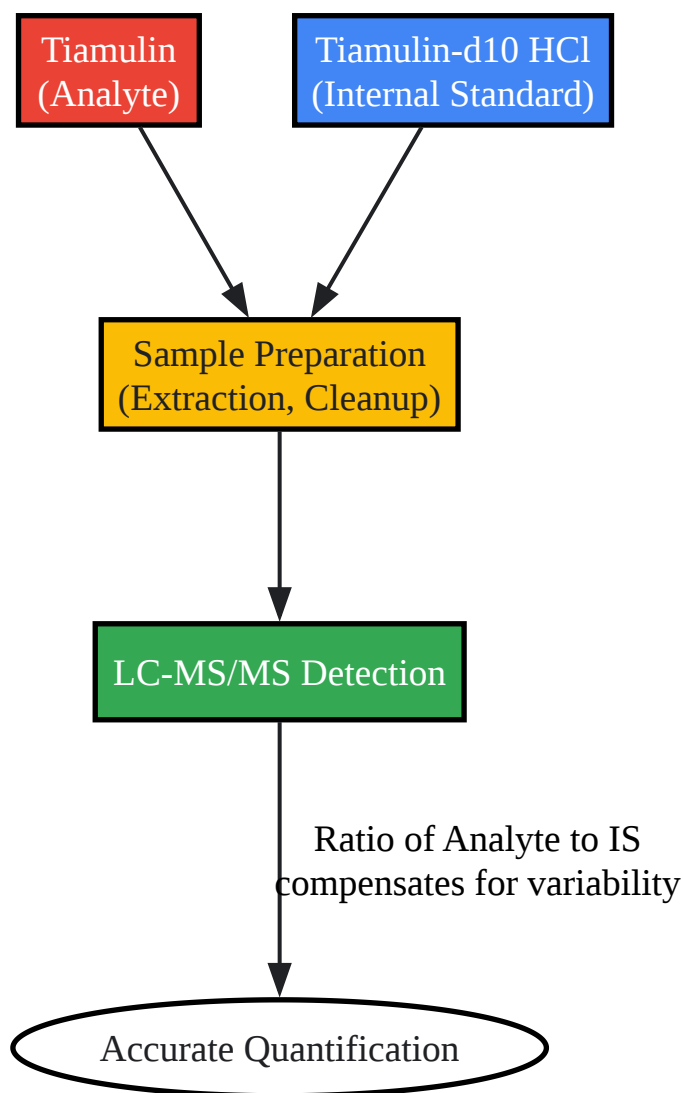 Tiamulin
(Analyte)
Tiamulin-d10 HCl
(Internal Standard)
Sample Preparation
(Extraction, Cleanup)
LC-MS/MS Detection
Ratio of Analyte to IS
compensates for variability
Accurate Quantification